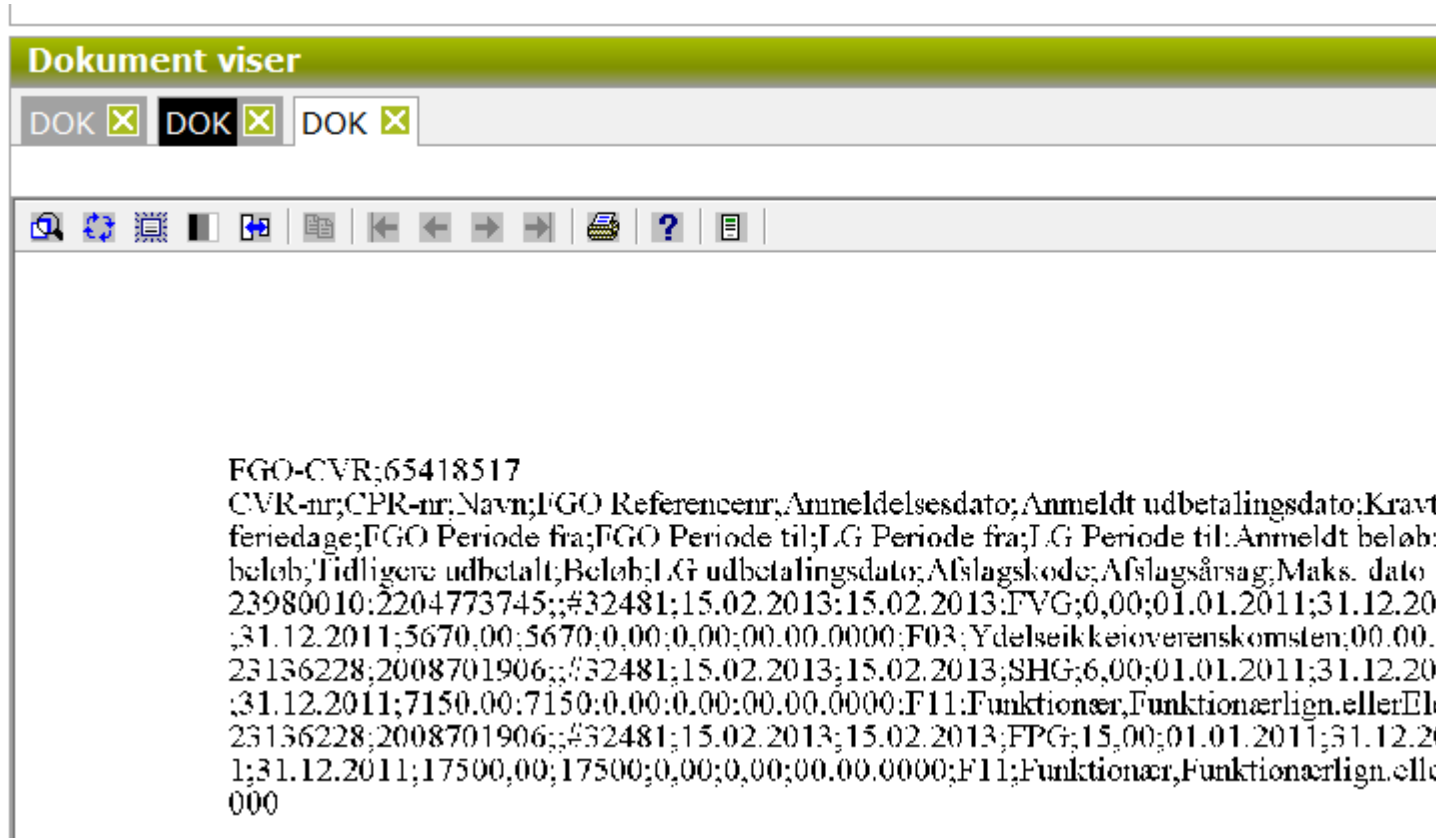 Dokument viser
DOK DOK DOK
FGO-CVR;65418517
CVR-nr;CPR-nr;Navn;FGO Referencenr;Anmeldelsesdato;Anmeldt udbetalingsdato;Kravt
feriedage;FGO Periode fra;FGO Periode til;LG Periode fra;LG Periode til;Anmeldt beløb;
beløb;Tidligere udbetalt;Beløb;LG udbetalingsdato;Afslagskode;Afslagsårsag;Maks. dato
23980010;2204773745;;#32481;15.02.2013;15.02.2013;FVG;0,00;01.01.2011;31.12.20
;31.12.2011;5670,00;5670;0,00;0,00;00.00.0000;F03;Ydelseikkeioverenskomsten;00.00.
23136228;2008701906;;#32481;15.02.2013;15.02.2013;SHG;6,00;01.01.2011;31.12.20
;31.12.2011;7150,00;7150;0,00;0,00;00.00.0000;F11;Funktionær,Funktionærlign.ellerEle
23136228;2008701906;;#32481;15.02.2013;15.02.2013;FPG;15,00;01.01.2011;31.12.20
1;31.12.2011;17500,00;17500;0,00;0,00;00.00.0000;F11;Funktionær,Funktionærlign.elle
000